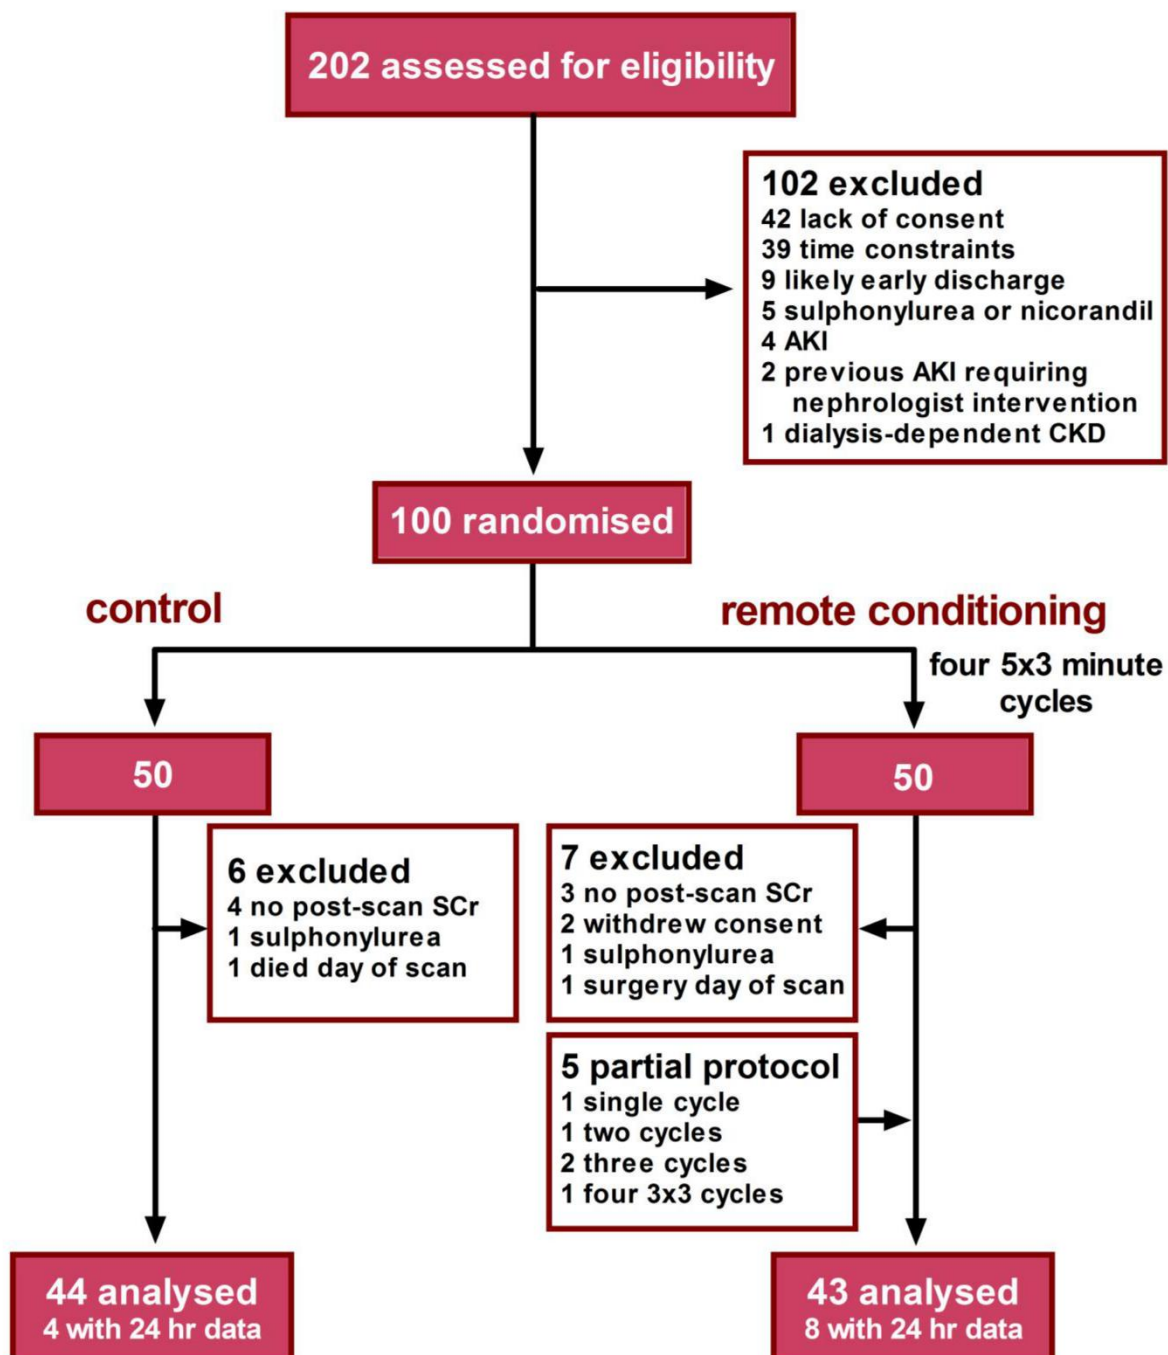 202 assessed for eligibility
102 excluded
42 lack of consent
39 time constraints
9 likely early discharge
5 sulphonylurea or nicorandil
4 AKI
2 previous AKI requiring
nephrologist intervention
1 dialysis-dependent CKD
100 randomised
control
remote conditioning
four 5x3 minute
cycles
50
50
6 excluded
4 no post-scan SCr
1 sulphonylurea
1 died day of scan
7 excluded
3 no post-scan SCr
2 withdrew consent
1 sulphonylurea
1 surgery day of scan
5 partial protocol
1 single cycle
1 two cycles
2 three cycles
1 four 3x3 cycles
44 analysed
4 with 24 hr data
43 analysed
8 with 24 hr data